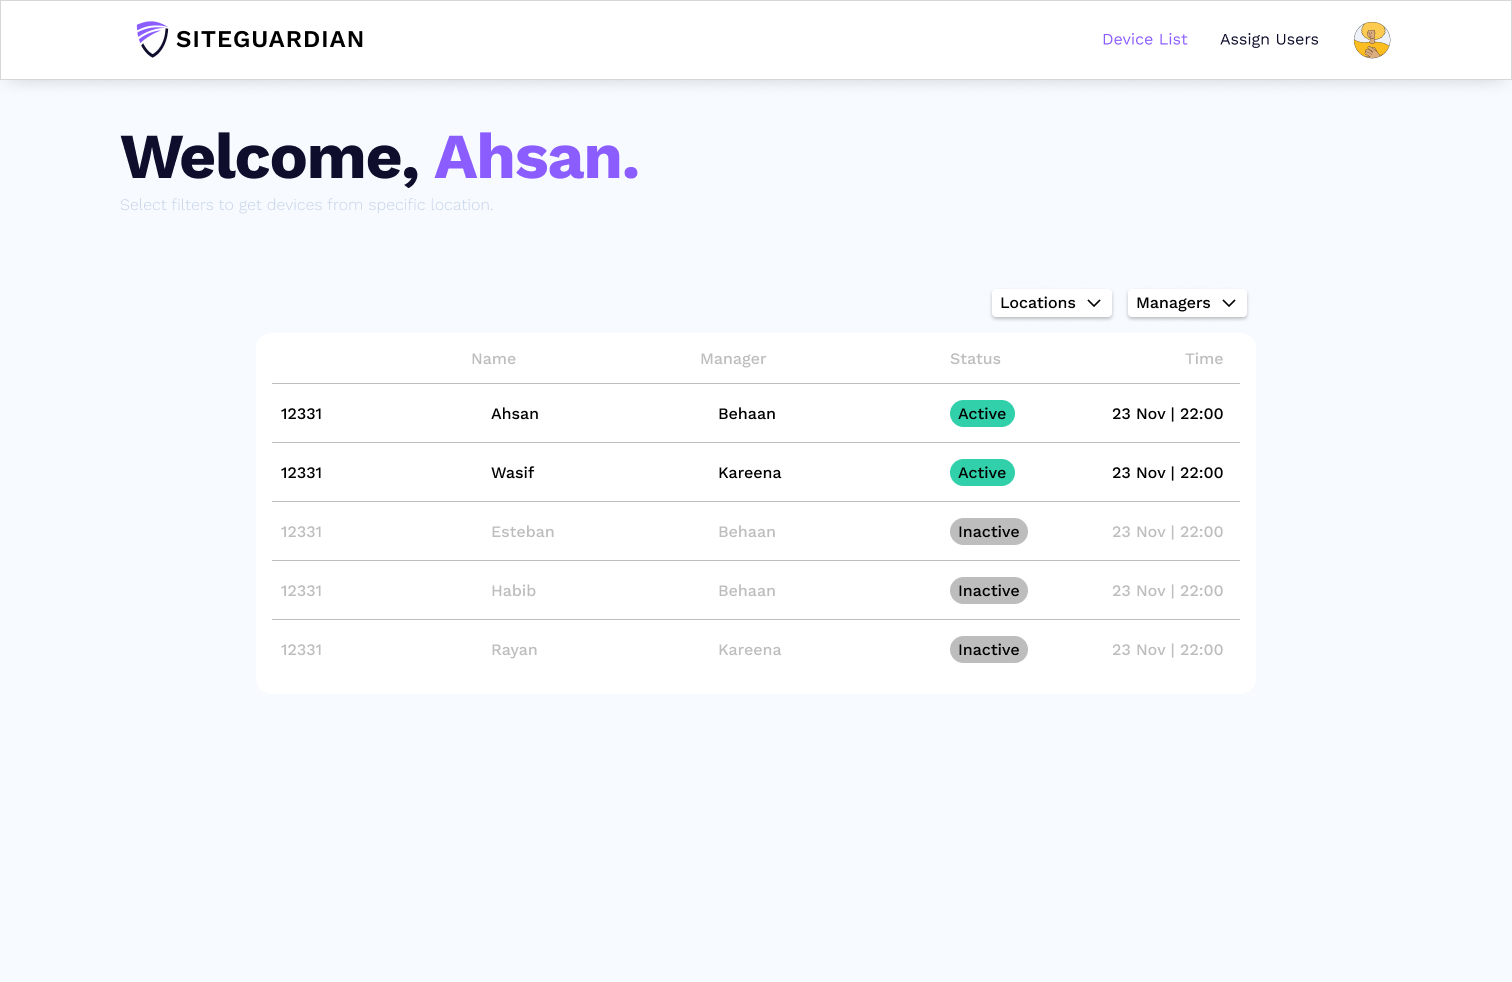 SITEGUARDIAN Device List Assign Users
Welcome, Ahsan.
Select filters to get devices from specific location.
Locations Managers
Name Manager Status Time
12331 Ahsan Behaan Active 23 Nov | 22:00
12331 Wasif Kareena Active 23 Nov | 22:00
12331 Esteban Behaan Inactive 23 Nov | 22:00
12331 Habib Behaan Inactive 23 Nov | 22:00
12331 Rayan Kareena Inactive 23 Nov | 22:00